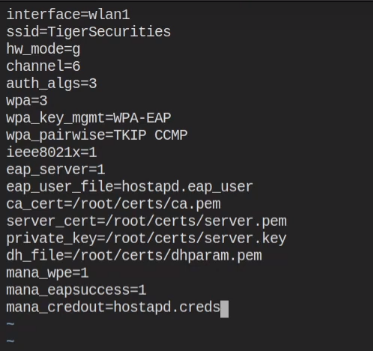 interface=wlan1
ssid=TigerSecurities
hw_mode=g
channel=6
auth_algs=3
wpa=3
wpa_key_mgmt=WPA-EAP
wpa_pairwise=TKIP CCMP
ieee8021x=1
eap_server=1
eap_user_file=hostapd.eap_user
ca_cert=/root/certs/ca.pem
server_cert=/root/certs/server.pem
private_key=/root/certs/server.key
dh_file=/root/certs/dhparam.pem
mana_wpe=1
mana_eapsuccess=1
mana_credout=hostapd.creds
~
~